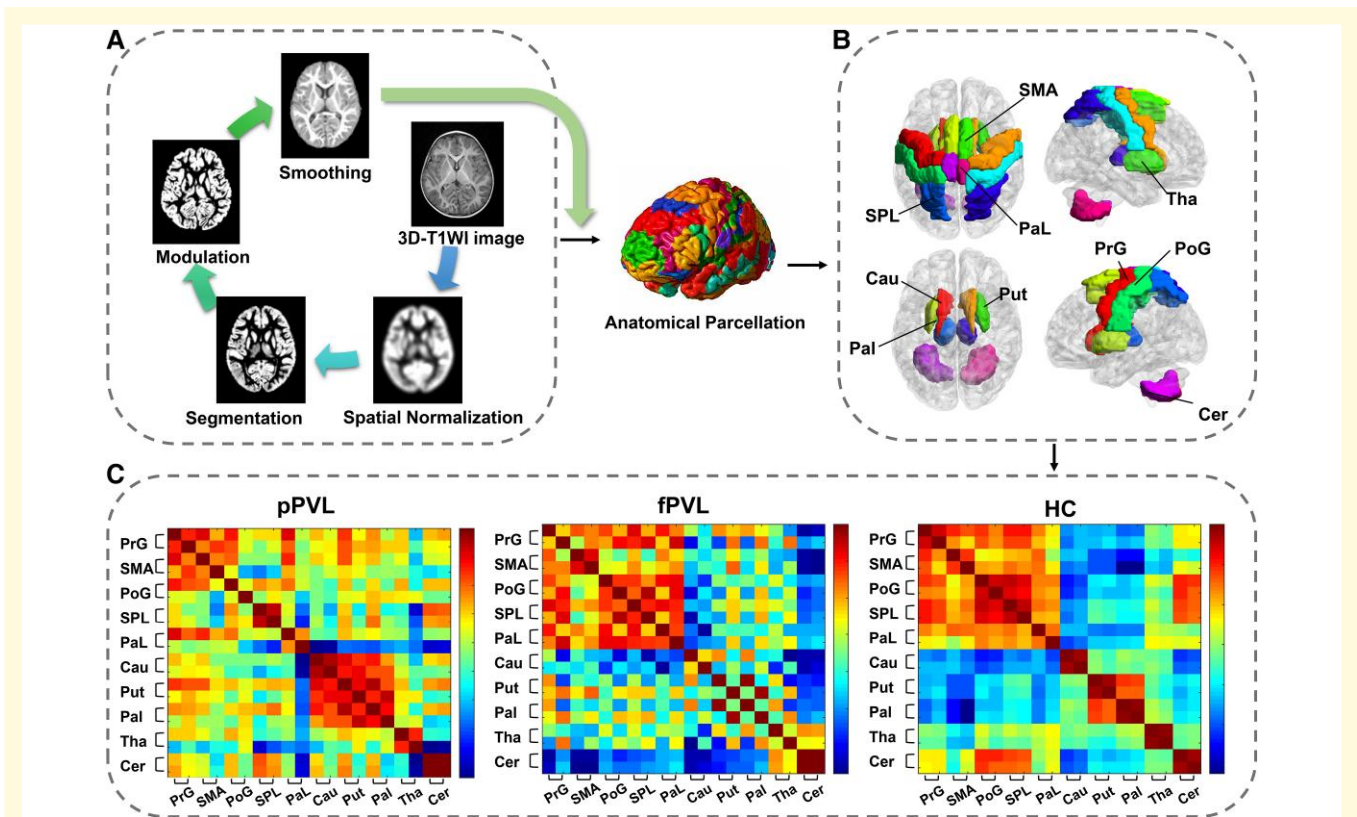 A
Smoothing
3D-T1WI image
Modulation
Segmentation
Spatial Normalization
Anatomical Parcellation
B
SMA
SPL
PaL
Tha
Cau
Put
Pal
PrG
PoG
Cer
C
pPVL
PrG
SMA
PoG
SPL
PaL
Cau
Put
Pal
Tha
Cer
PrG SMA PoG SPL PaL Cau Put Pal Tha Cer
fPVL
PrG
SMA
PoG
SPL
PaL
Cau
Put
Pal
Tha
Cer
PrG SMA PoG SPL PaL Cau Put Pal Tha Cer
HC
PrG
SMA
PoG
SPL
PaL
Cau
Put
Pal
Tha
Cer
PrG SMA PoG SPL PaL Cau Put Pal Tha Cer